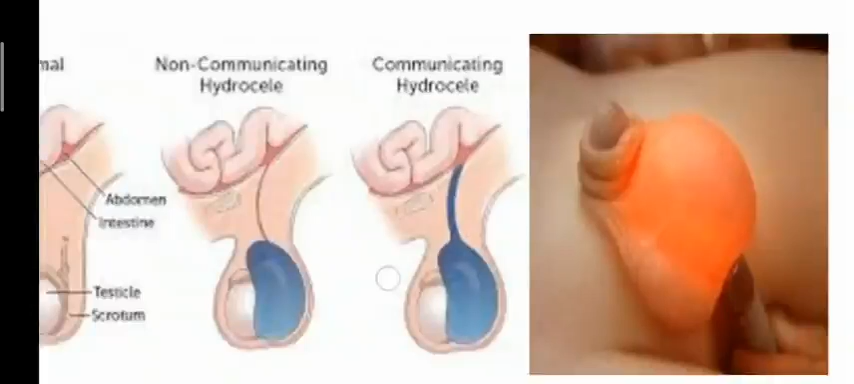 mal
Non-Communicating
Hydrocele
Communicating
Hydrocele
Abdomen
Intestine
Testicle
Scrotum